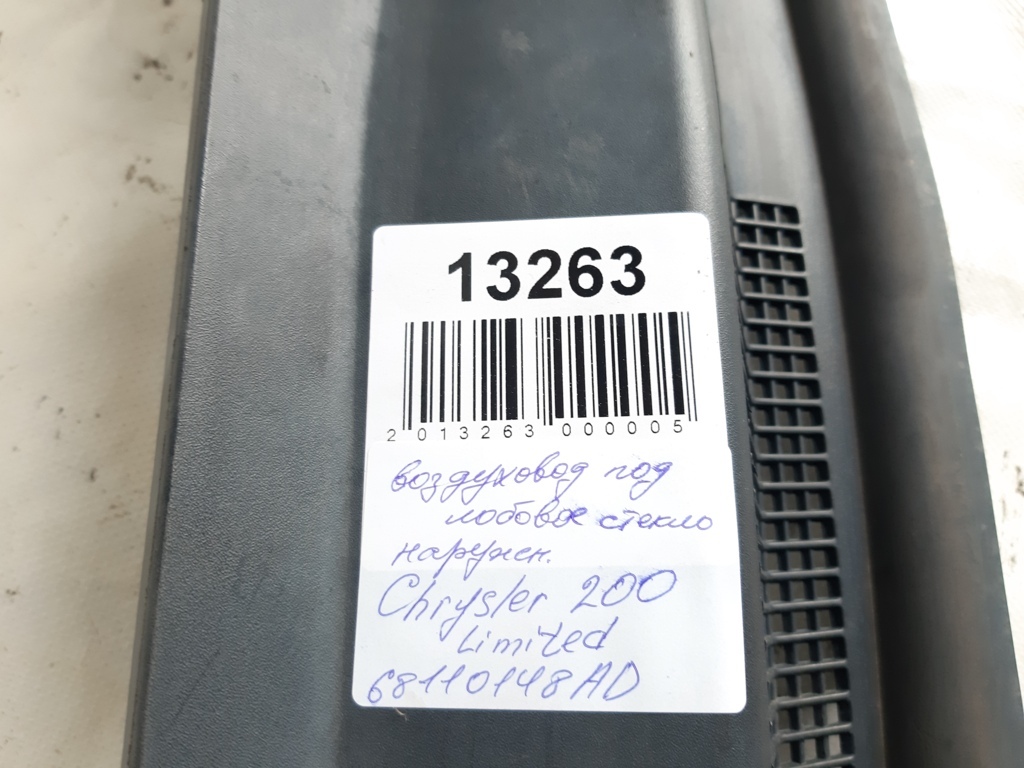 13263
2 013263 000005
воздуховод под
лобовое стекло
наружн.
Chrysler 200
Limited
68110148AD